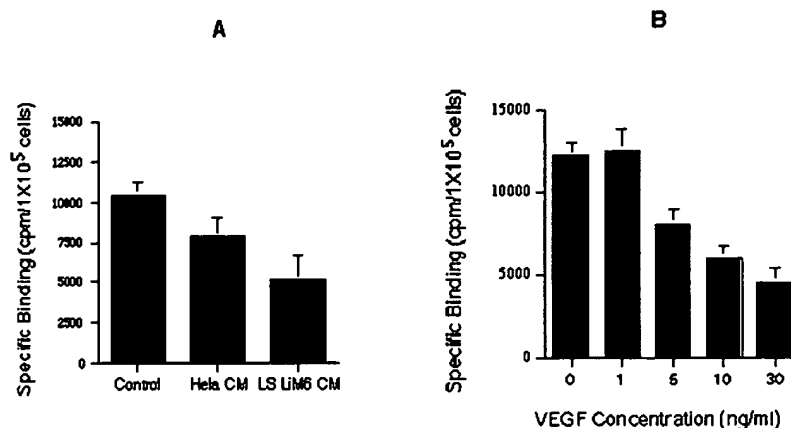 A
B
Specific Binding (cpm/1X10⁵ cells)
15000
12500
10000
7500
5000
2500
0
Control Hela CM LS LiM6 CM
Specific Binding (cpm/1X10⁵ cells)
15000
10000
5000
0
0 1 5 10 30
VEGF Concentration (ng/ml)